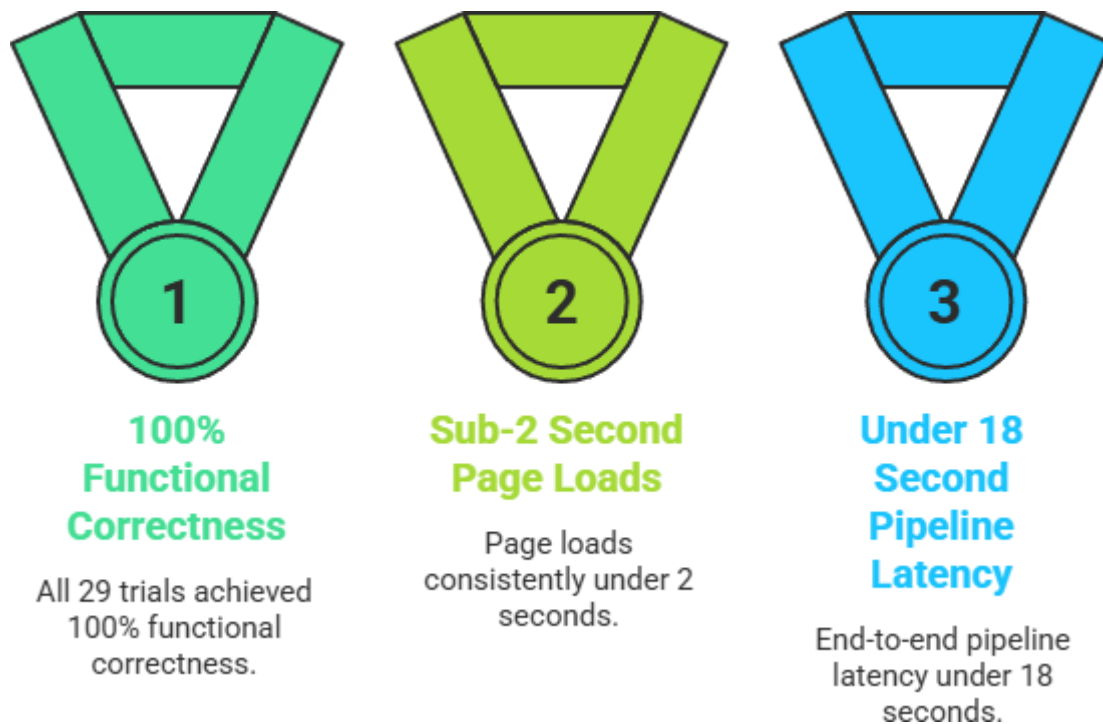 1
100%
Functional
Correctness
All 29 trials achieved
100% functional
correctness.
2
Sub-2 Second
Page Loads
Page loads
consistently under 2
seconds.
3
Under 18
Second
Pipeline
Latency
End-to-end pipeline
latency under 18
seconds.